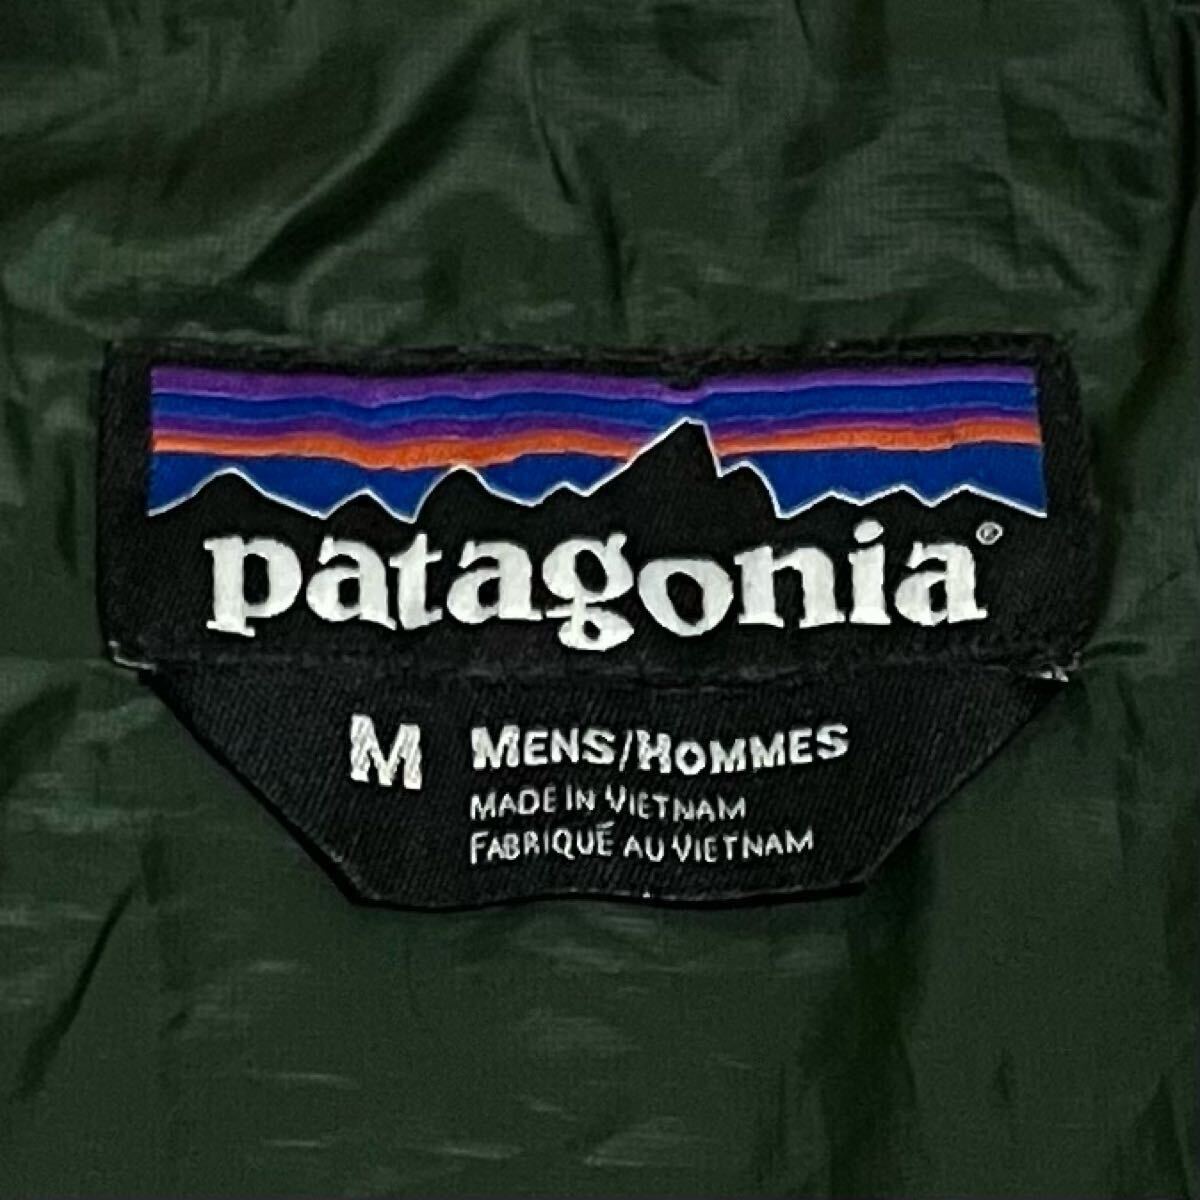 patagonia®
M MENS/HOMMES
MADE IN VIETNAM
FABRIQUÉ AU VIETNAM